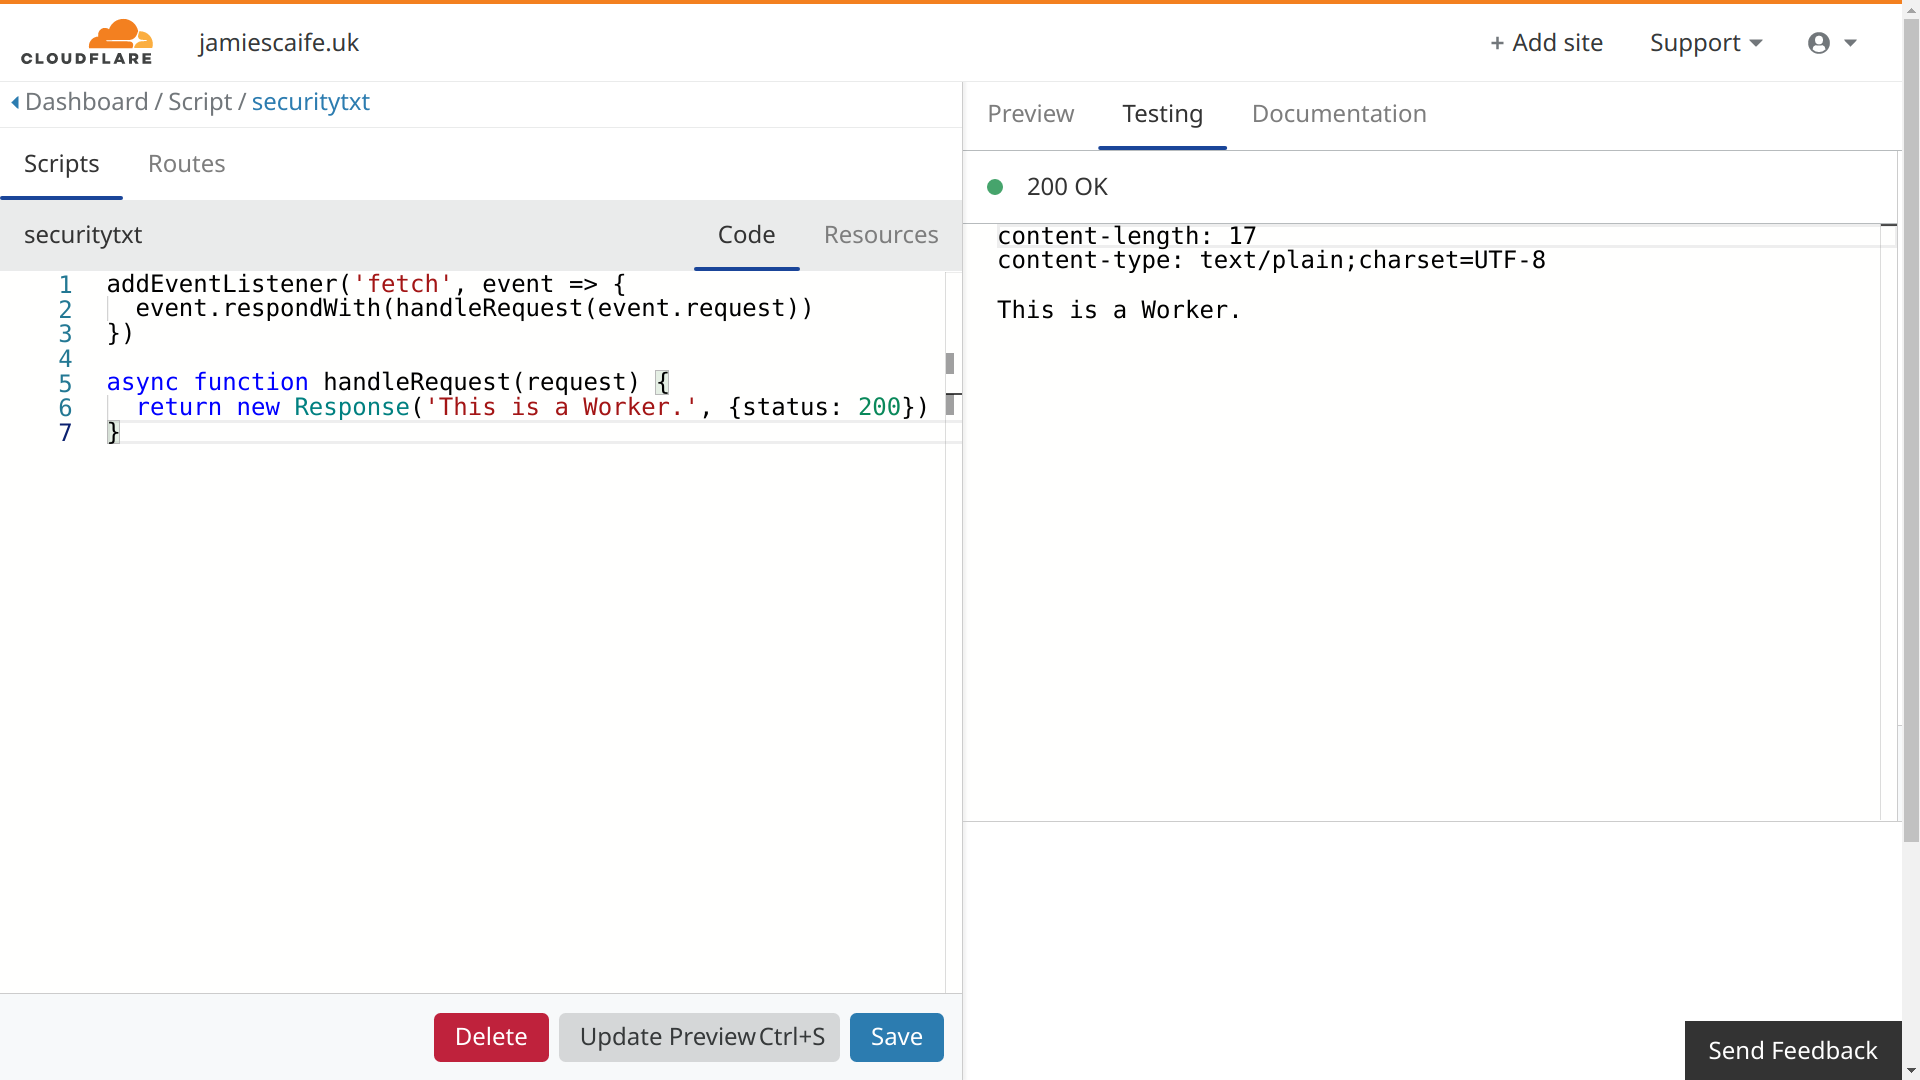 CLOUDFLARE
jamiescaife.uk
+ Add site
Support
Dashboard / Script / securitytxt
Scripts
Routes
securitytxt
Code
Resources
1 addEventListener('fetch', event => {
2   event.respondWith(handleRequest(event.request))
3 })
4
5 async function handleRequest(request) {
6   return new Response('This is a Worker.', {status: 200})
7 }
Delete
Update Preview Ctrl+S
Save
Preview
Testing
Documentation
200 OK
content-length: 17
content-type: text/plain;charset=UTF-8
This is a Worker.
Send Feedback